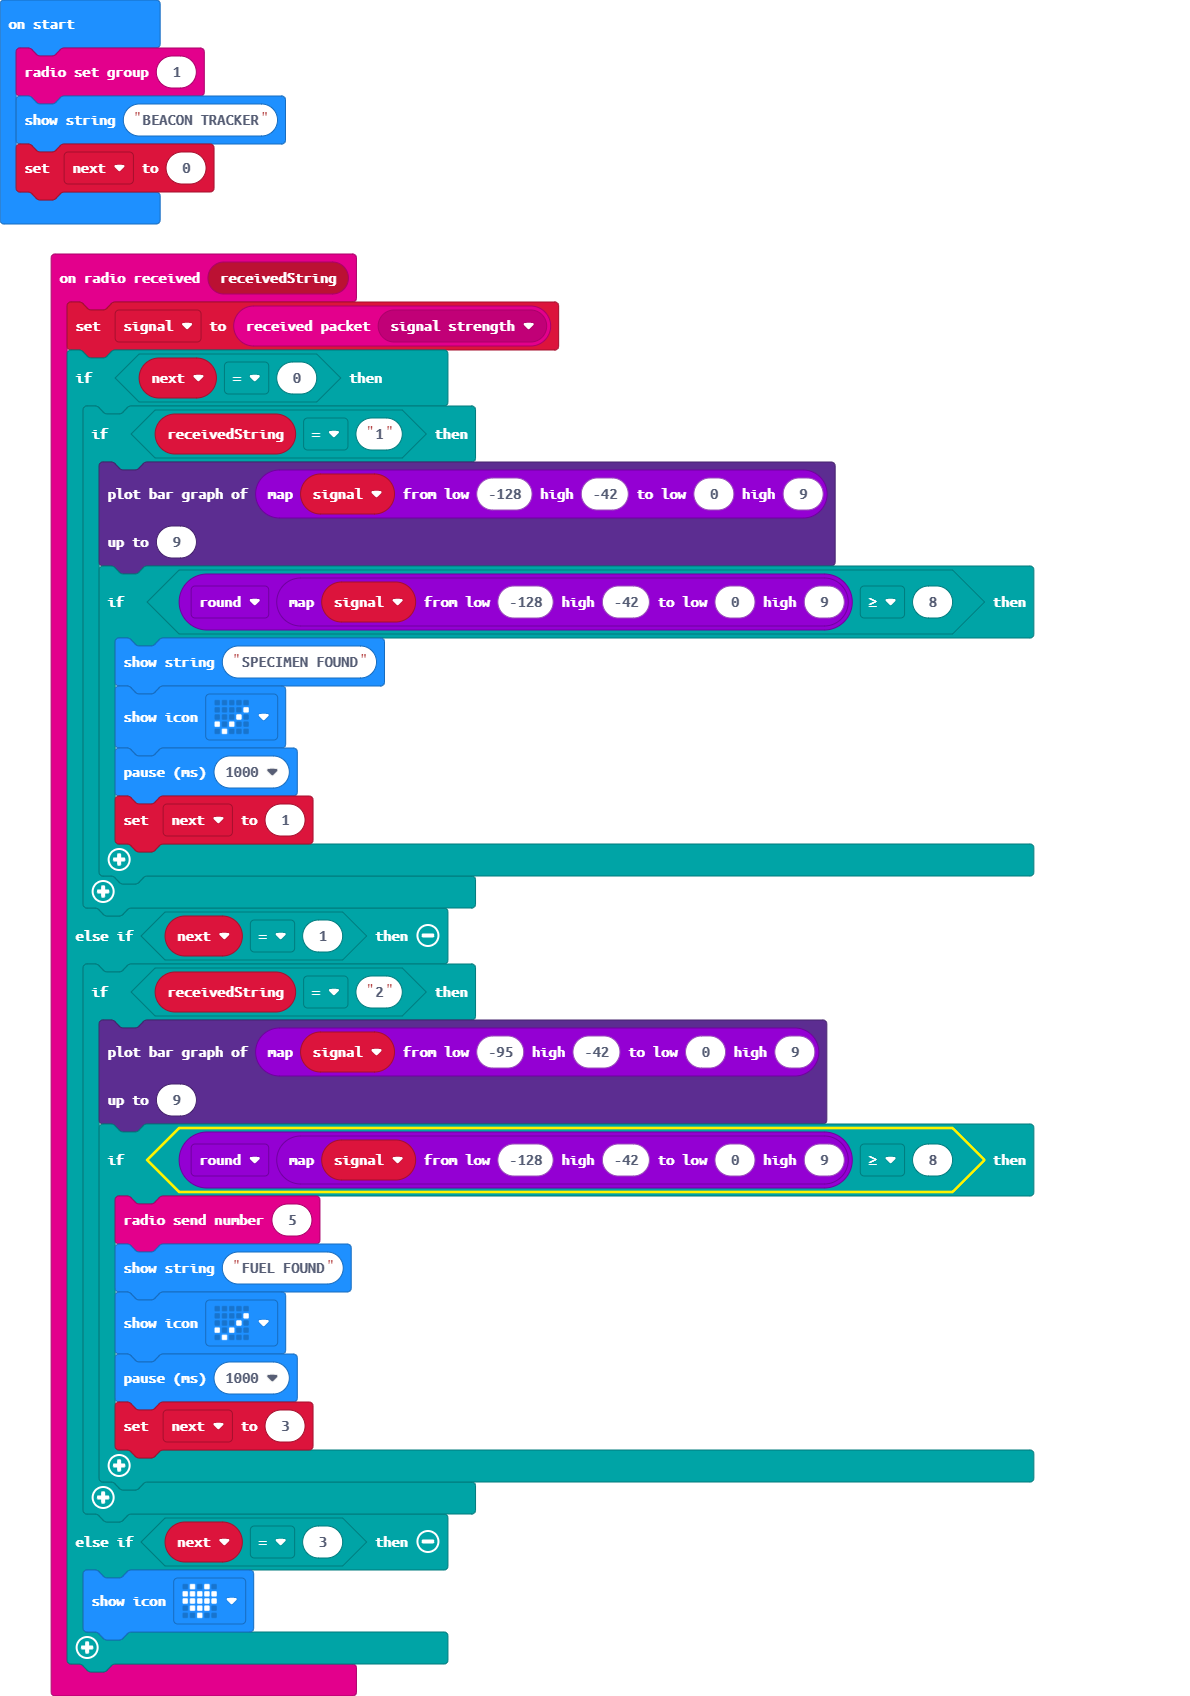 on start
radio set group 1
show string "BEACON TRACKER"
set next to 0
on radio received receivedString
set signal to received packet signal strength
if next = 0 then
if receivedString = "1" then
plot bar graph of map signal from low -128 high -42 to low 0 high 9
up to 9
if round map signal from low -128 high -42 to low 0 high 9 ≥ 8 then
show string "SPECIMEN FOUND"
show icon
pause (ms) 1000
set next to 1
else if next = 1 then
if receivedString = "2" then
plot bar graph of map signal from low -95 high -42 to low 0 high 9
up to 9
if round map signal from low -128 high -42 to low 0 high 9 ≥ 8 then
radio send number 5
show string "FUEL FOUND"
show icon
pause (ms) 1000
set next to 3
else if next = 3 then
show icon